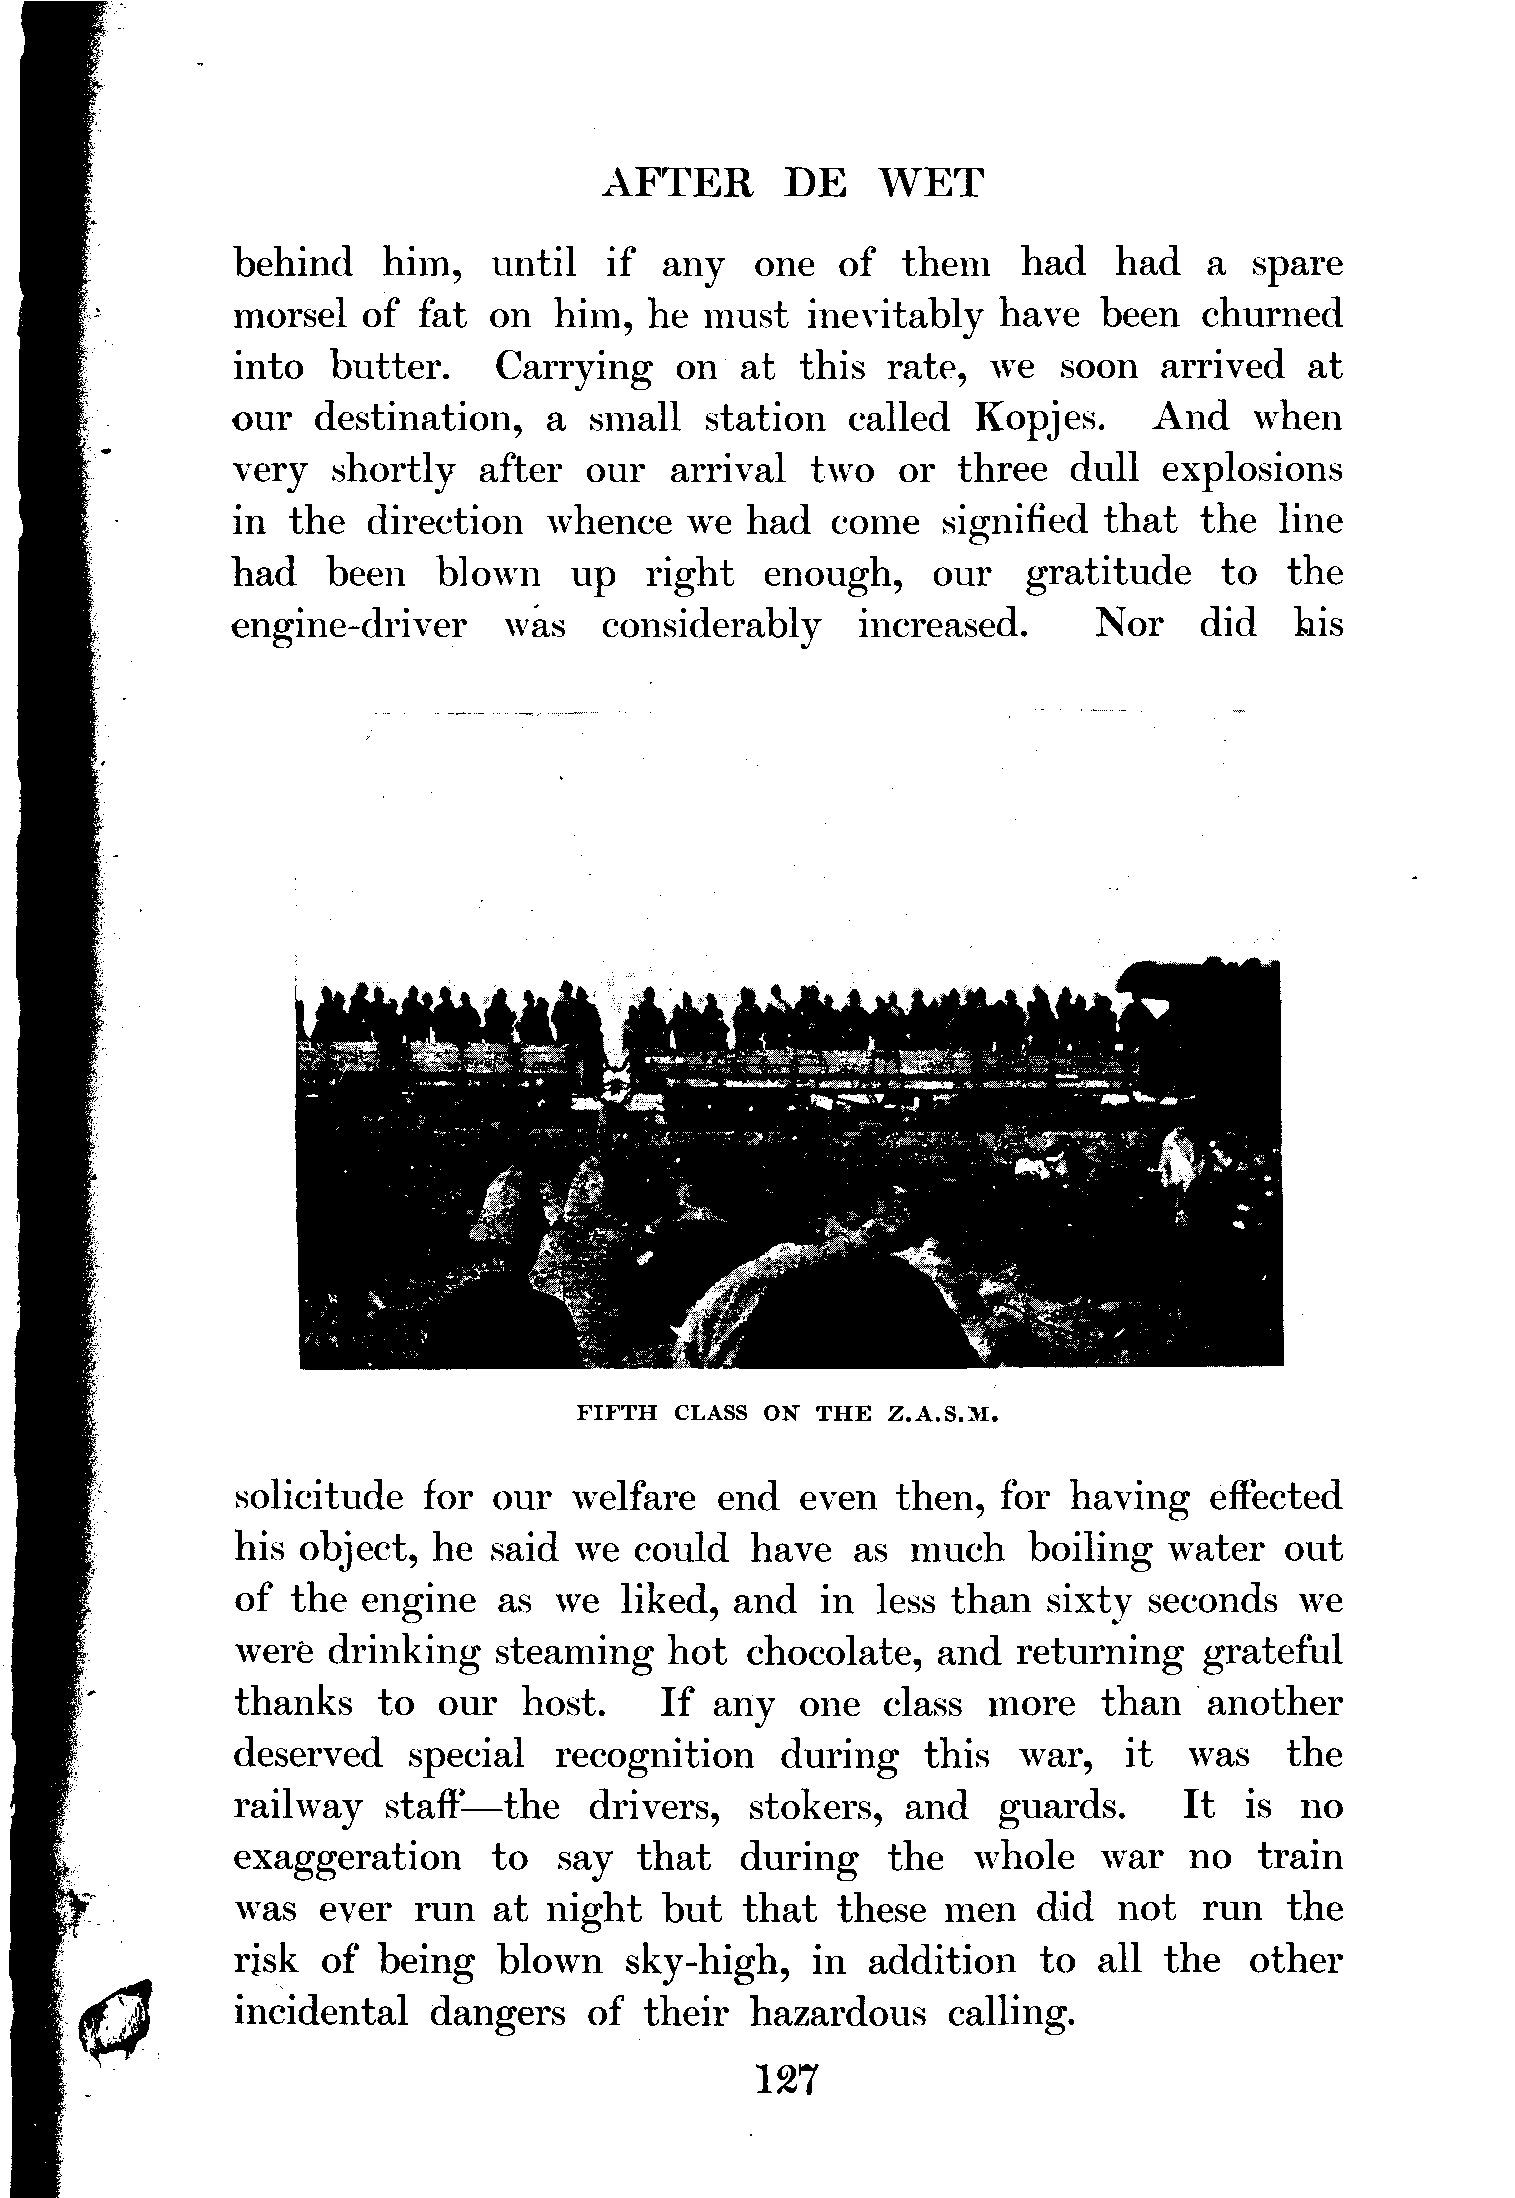 AFTER DE WET
behind him, until if any one of them had had a spare
morsel of fat on him, he must inevitably have been churned
into butter. Carrying on at this rate, we soon arrived at
our destination, a small station called Kopjes. And when
very shortly after our arrival two or three dull explosions
in the direction whence we had come signified that the line
had been blown up right enough, our gratitude to the
engine-driver was considerably increased. Nor did his
FIFTH CLASS ON THE Z.A.S.M.
solicitude for our welfare end even then, for having effected
his object, he said we could have as much boiling water out
of the engine as we liked, and in less than sixty seconds we
were drinking steaming hot chocolate, and returning grateful
thanks to our host. If any one class more than another
deserved special recognition during this war, it was the
railway staff—the drivers, stokers, and guards. It is no
exaggeration to say that during the whole war no train
was ever run at night but that these men did not run the
risk of being blown sky-high, in addition to all the other
incidental dangers of their hazardous calling.
127